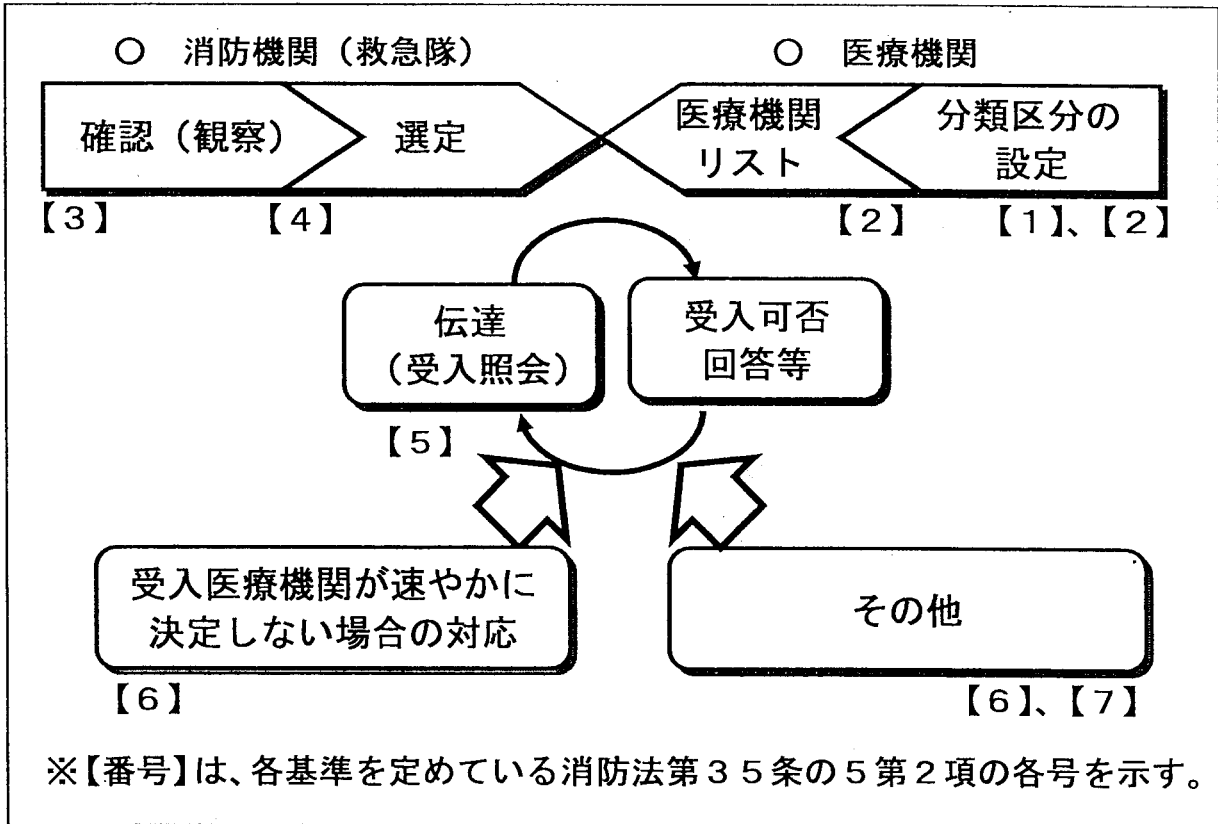 ○ 消防機関（救急隊）
○ 医療機関
確認（観察）
選定
医療機関
リスト
分類区分の
設定
【３】
【４】
【２】
【１】、【２】
伝達
（受入照会）
受入可否
回答等
【５】
受入医療機関が速やかに
決定しない場合の対応
その他
【６】
【６】、【７】
※【番号】は、各基準を定めている消防法第３５条の５第２項の各号を示す。